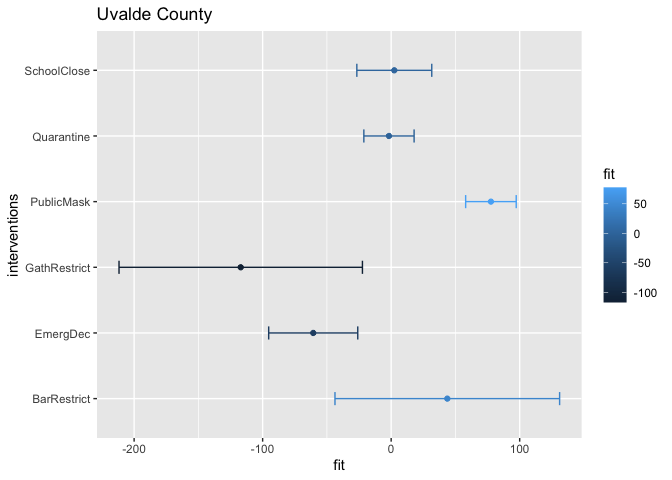 Uvalde County
interventions
SchoolClose
Quarantine
PublicMask
GathRestrict
EmergDec
BarRestrict
-200
-100
0
100
fit
fit
50
0
-50
-100